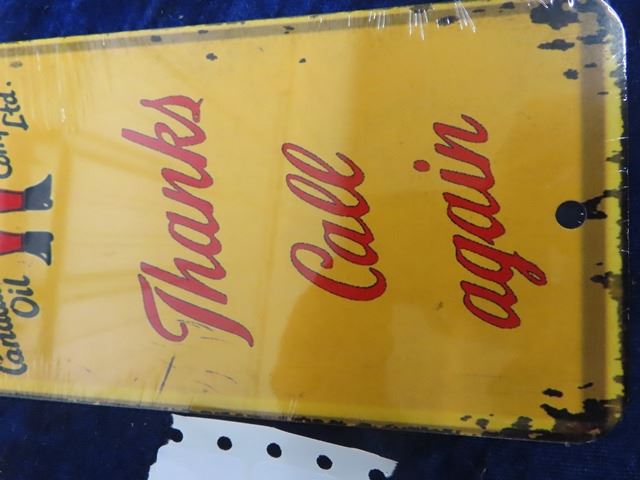 Oil
Ltd.
Thanks
Call
again